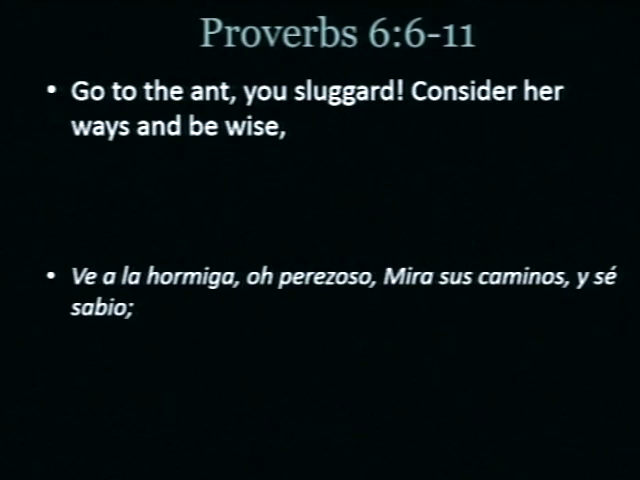 Proverbs 6:6-11
• Go to the ant, you sluggard! Consider her
ways and be wise,
• Ve a la hormiga, oh perezoso, Mira sus caminos, y sé
sabio;